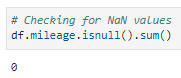 # Checking for NaN values
df.mileage.isnull().sum()
0